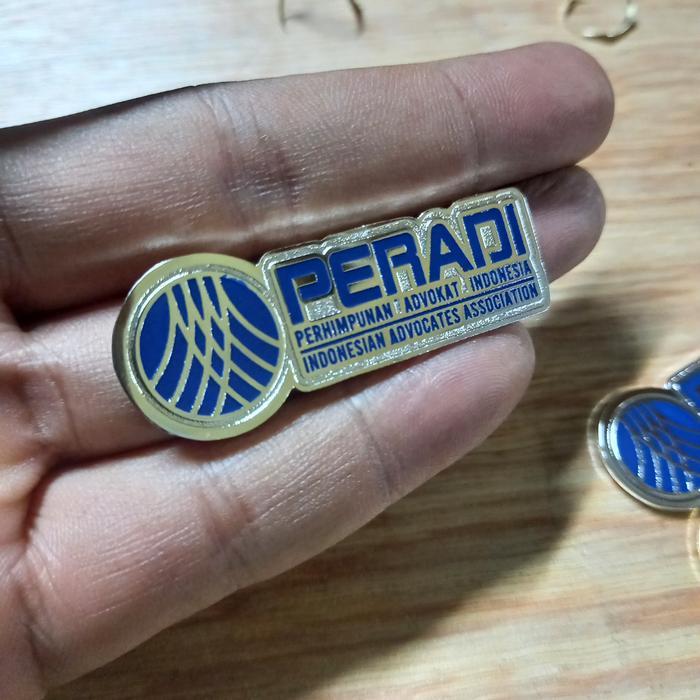 PERADI
PERHIMPUNAN ADVOKAT INDONESIA
INDONESIAN ADVOCATES ASSOCIATION